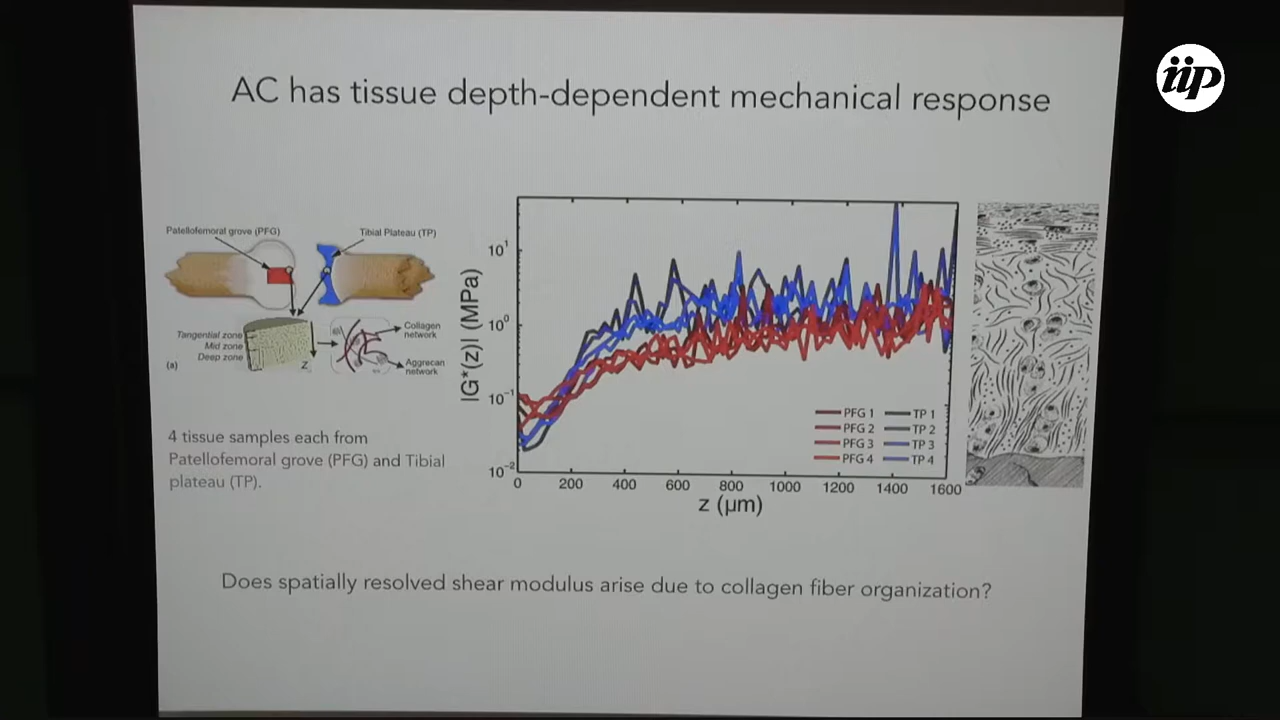 iip
AC has tissue depth-dependent mechanical response
Patellofemoral grove (PFG)
Tibial Plateau (TP)
Tangential zone
Mid zone
Deep zone
(a)
Z
Collagen
network
Aggrecan
network
4 tissue samples each from
Patellofemoral grove (PFG) and Tibial
plateau (TP).
|G*(z)| (MPa)
10¹
10⁰
10⁻¹
10⁻²
0 200 400 600 800 1000 1200 1400 1600
z (µm)
PFG 1 TP 1
PFG 2 TP 2
PFG 3 TP 3
PFG 4 TP 4
Does spatially resolved shear modulus arise due to collagen fiber organization?